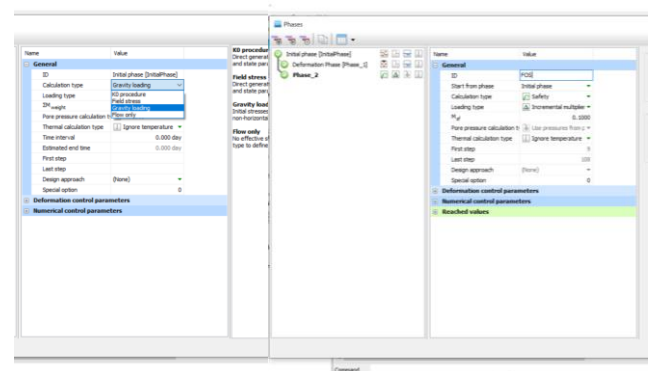 Name Value
General
ID Initial phase [InitialPhase]
Calculation type Gravity loading
K0 procedure
Field stress
Gravity loading
Flow only
Loading type
ΣM weight
Pore pressure calculation t
Thermal calculation type Ignore temperature
Time interval 0.000 day
Estimated end time 0.000 day
First step
Last step
Design approach (None)
Special option 0
Deformation control parameters
Numerical control parameters
K0 procedur
Direct generat
and state par
Field stress
Direct generat
and state par
Gravity load
Initial stresses
non-horizonta
Flow only
No effective s
type to define
Phases
Initial phase [InitialPhase]
Deformation Phase [Phase_1]
Phase_2
Name Value
General
ID FOS
Start from phase Initial phase
Calculation type Safety
Loading type Incremental multiplier
M sf 0.1000
Pore pressure calculation t Use pressures from p
Thermal calculation type Ignore temperature
First step
Last step
Design approach (None)
Special option 0
Deformation control parameters
Numerical control parameters
Reached values
Command